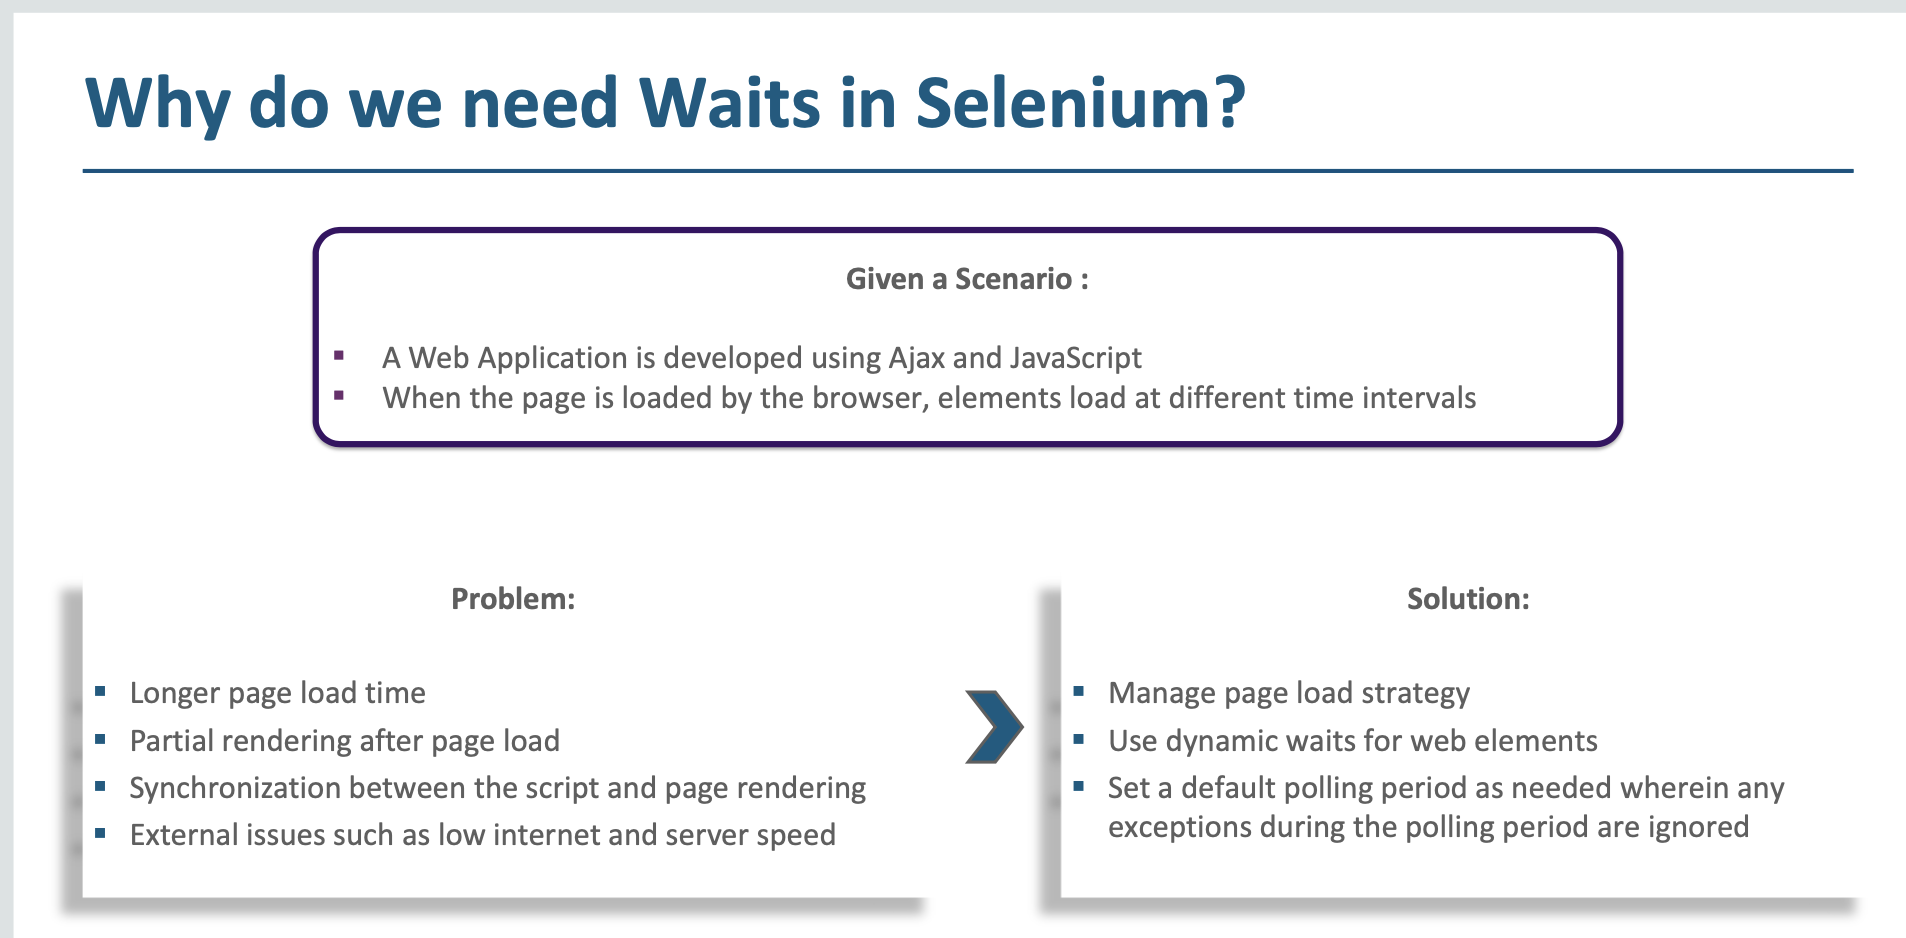 Why do we need Waits in Selenium?
Given a Scenario :
▪ A Web Application is developed using Ajax and JavaScript
▪ When the page is loaded by the browser, elements load at different time intervals
Problem:
▪ Longer page load time
▪ Partial rendering after page load
▪ Synchronization between the script and page rendering
▪ External issues such as low internet and server speed
Solution:
▪ Manage page load strategy
▪ Use dynamic waits for web elements
▪ Set a default polling period as needed wherein any
exceptions during the polling period are ignored